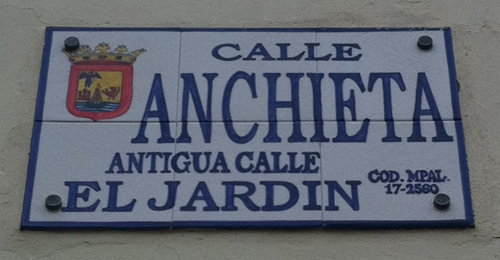 CALLE
ANCHIETA
ANTIGUA CALLE
EL JARDIN
COD. MPAL.
17-2560